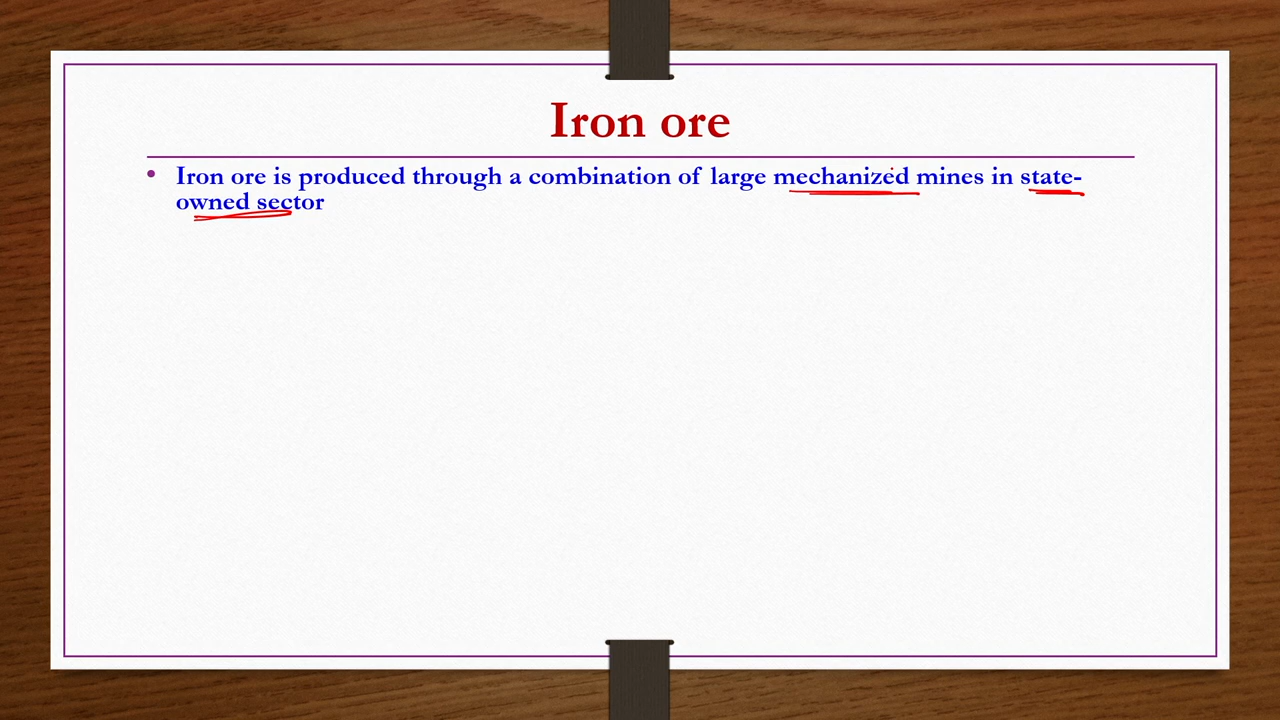 Iron ore
• Iron ore is produced through a combination of large mechanized mines in state-
owned sector